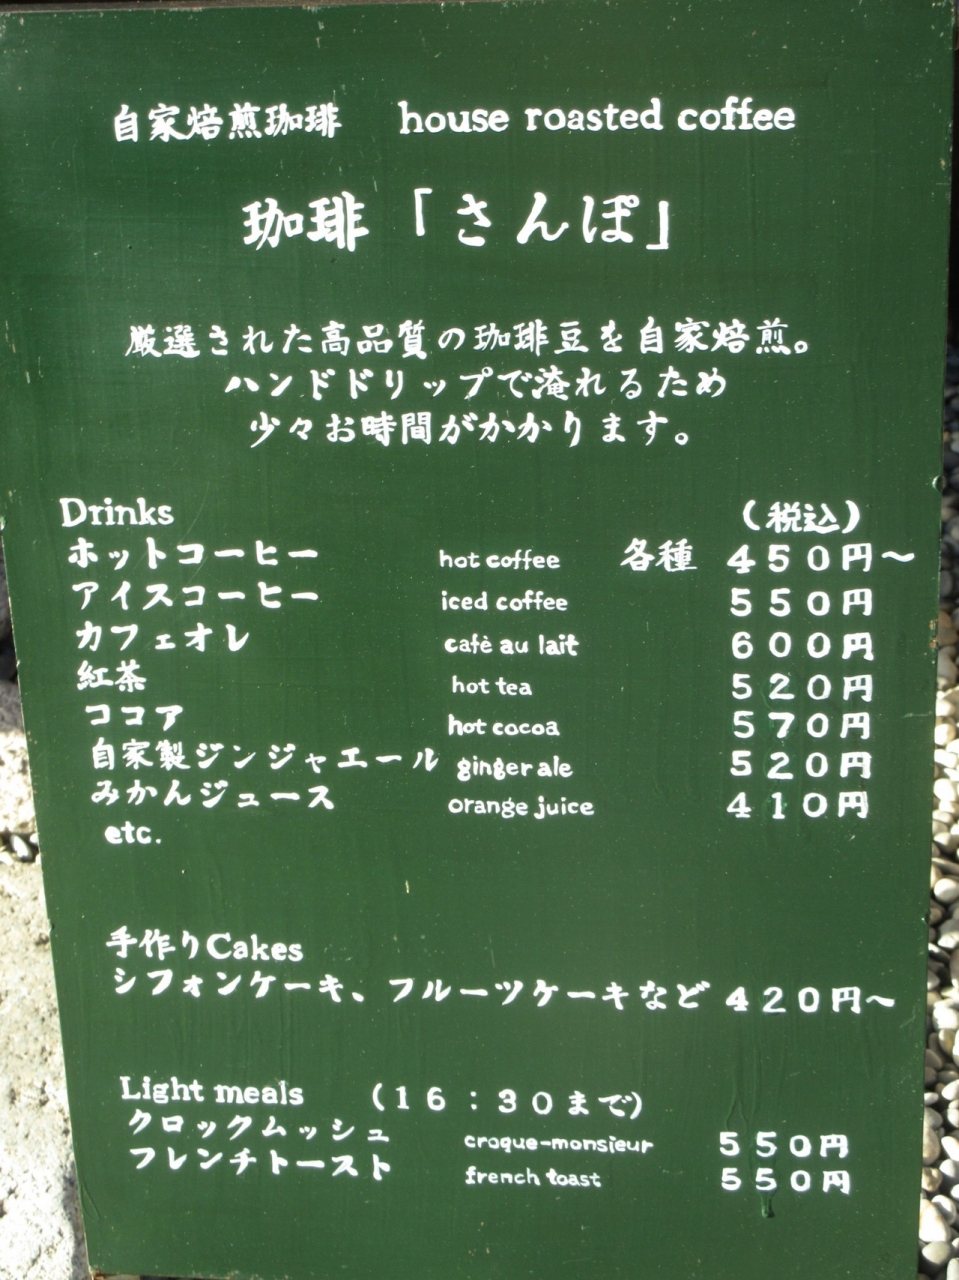 自家焙煎珈琲 house roasted coffee
珈琲「さんぽ」
厳選された高品質の珈琲豆を自家焙煎。
ハンドドリップで淹れるため
少々お時間がかかります。
Drinks （税込）
ホットコーヒー hot coffee 各種 450円〜
アイスコーヒー iced coffee 550円
カフェオレ cafè au lait 600円
紅茶 hot tea 520円
ココア hot cocoa 570円
自家製ジンジャエール ginger ale 520円
みかんジュース orange juice 410円
etc.
手作りCakes
シフォンケーキ、フルーツケーキなど 420円〜
Light meals （16：30まで）
クロックムッシュ croque-monsieur 550円
フレンチトースト french toast 550円